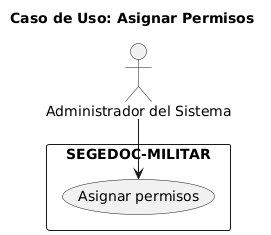 Caso de Uso: Asignar Permisos
Administrador del Sistema
SEGEDOC-MILITAR
Asignar permisos